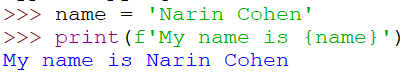 >>> name = 'Narin Cohen'
>>> print(f'My name is {name}')
My name is Narin Cohen